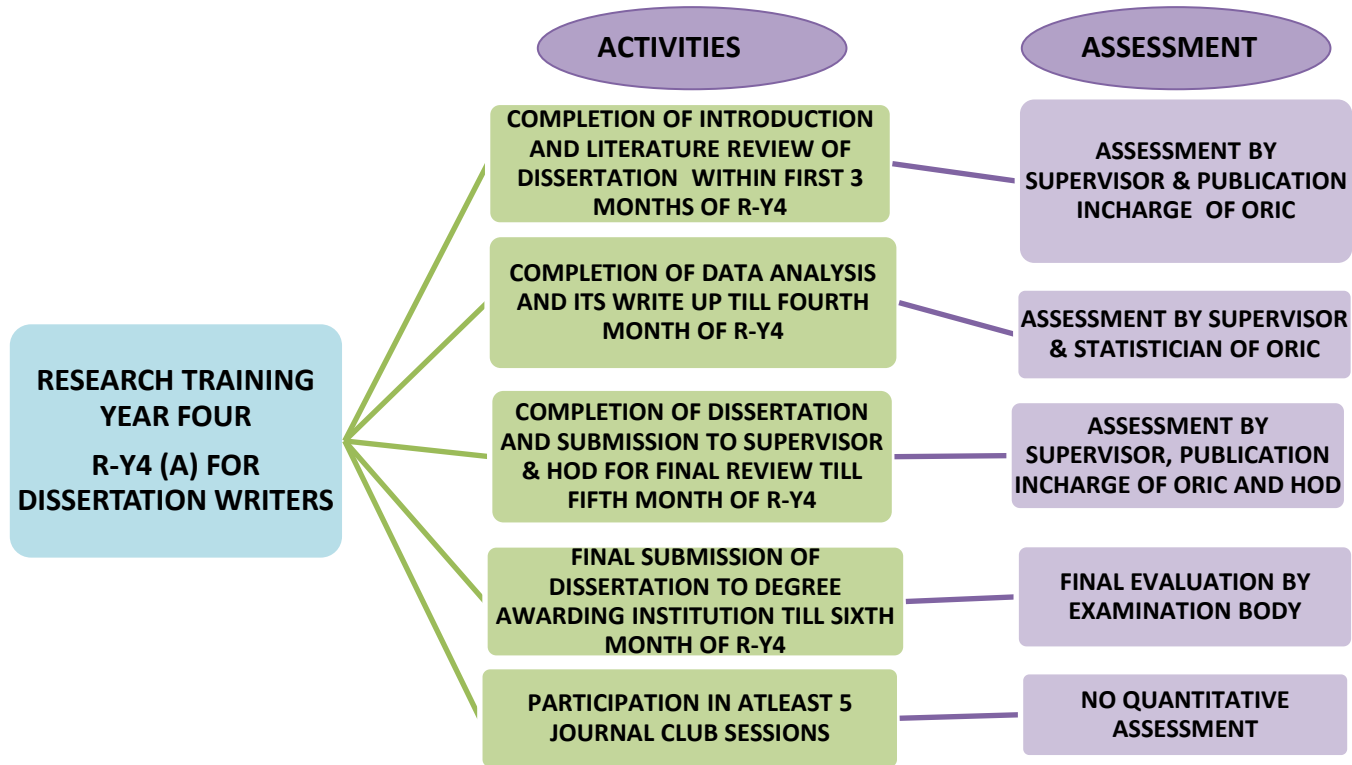 ACTIVITIES
ASSESSMENT
RESEARCH TRAINING
YEAR FOUR
R-Y4 (A) FOR
DISSERTATION WRITERS
COMPLETION OF INTRODUCTION
AND LITERATURE REVIEW OF
DISSERTATION WITHIN FIRST 3
MONTHS OF R-Y4
ASSESSMENT BY
SUPERVISOR & PUBLICATION
INCHARGE OF ORIC
COMPLETION OF DATA ANALYSIS
AND ITS WRITE UP TILL FOURTH
MONTH OF R-Y4
ASSESSMENT BY SUPERVISOR
& STATISTICIAN OF ORIC
COMPLETION OF DISSERTATION
AND SUBMISSION TO SUPERVISOR
& HOD FOR FINAL REVIEW TILL
FIFTH MONTH OF R-Y4
ASSESSMENT BY
SUPERVISOR, PUBLICATION
INCHARGE OF ORIC AND HOD
FINAL SUBMISSION OF
DISSERTATION TO DEGREE
AWARDING INSTITUTION TILL SIXTH
MONTH OF R-Y4
FINAL EVALUATION BY
EXAMINATION BODY
PARTICIPATION IN ATLEAST 5
JOURNAL CLUB SESSIONS
NO QUANTITATIVE
ASSESSMENT